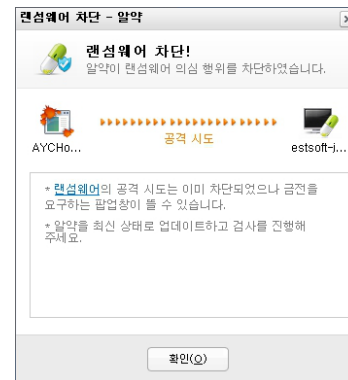 랜섬웨어 차단 - 알약
랜섬웨어 차단!
알약이 랜섬웨어 의심 행위를 차단하였습니다.
공격 시도
AYCHo...
estsoft-j...
* 랜섬웨어의 공격 시도는 이미 차단되었으나 금전을
요구하는 팝업창이 뜰 수 있습니다.
* 알약을 최신 상태로 업데이트하고 검사를 진행해
주세요.
확인(O)